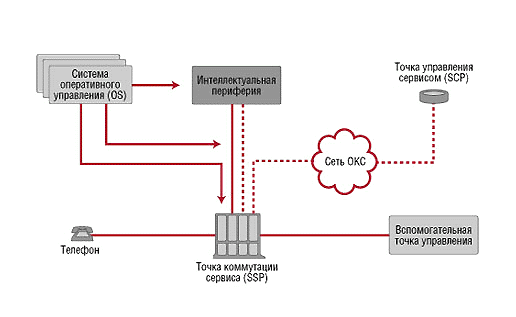 Система
оперативного
управления (OS)
Интеллектуальная
периферия
Точка управления
сервисом (SCP)
Сеть ОКС
Телефон
Точка коммутации
сервиса (SSP)
Вспомогательная
точка управления